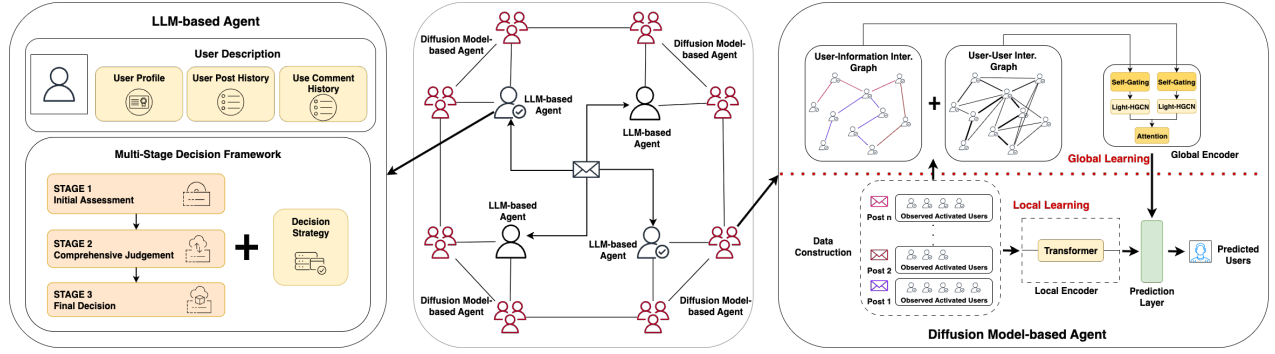 LLM-based Agent
User Description
User Profile
User Post History
Use Comment
History
Multi-Stage Decision Framework
STAGE 1
Initial Assessment
STAGE 2
Comprehensive Judgement
STAGE 3
Final Decision
Decision
Strategy
Diffusion Model-
based Agent
Diffusion Model-
based Agent
LLM-based
Agent
LLM-based
Agent
LLM-based
Agent
LLM-based
Agent
Diffusion Model-
based Agent
Diffusion Model-
based Agent
User-Information Inter.
Graph
User-User Inter.
Graph
Self-Gating
Self-Gating
Light-HGCN
Light-HGCN
Attention
Global Learning
Global Encoder
Local Learning
Data
Construction
Post n
Observed Activated Users
Post 2
Observed Activated Users
Post 1
Observed Activated Users
Transformer
Local Encoder
Prediction
Layer
Predicted
Users
Diffusion Model-based Agent